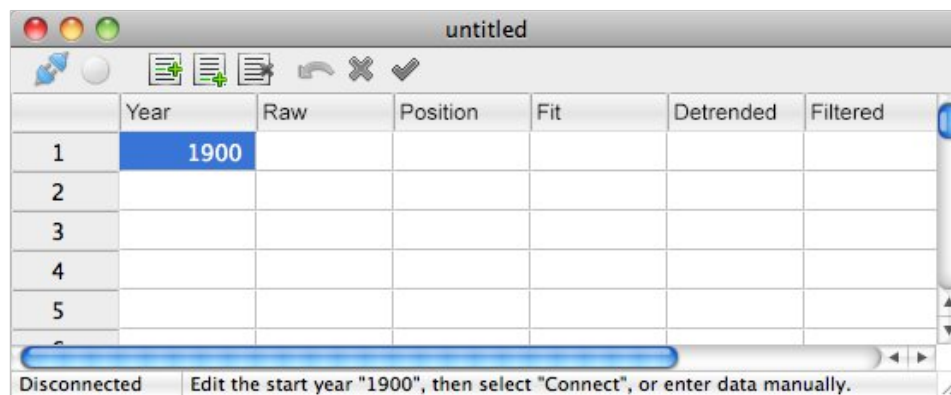 untitled
Year Raw Position Fit Detrended Filtered
1 1900
2
3
4
5
Disconnected Edit the start year "1900", then select "Connect", or enter data manually.